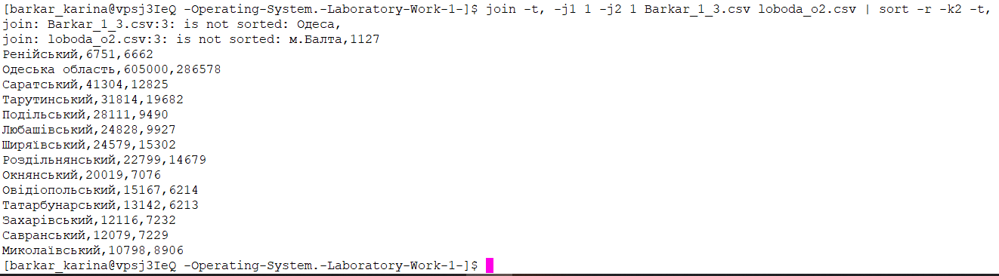 [barkar_karina@vpsj3IeQ -Operating-System.-Laboratory-Work-1-]$ join -t, -j1 1 -j2 1 Barkar_1_3.csv loboda_o2.csv | sort -r -k2 -t,
join: Barkar_1_3.csv:3: is not sorted: Одеса,
join: loboda_o2.csv:3: is not sorted: м.Балта,1127
Ренійський,6751,6662
Одеська область,605000,286578
Саратський,41304,12825
Тарутинський,31814,19682
Подільський,28111,9490
Любашівський,24828,9927
Ширяївський,24579,15302
Роздільнянський,22799,14679
Окнянський,20019,7076
Овідіопольський,15167,6214
Татарбунарський,13142,6213
Захарівський,12116,7232
Савранський,12079,7229
Миколаївський,10798,8906
[barkar_karina@vpsj3IeQ -Operating-System.-Laboratory-Work-1-]$